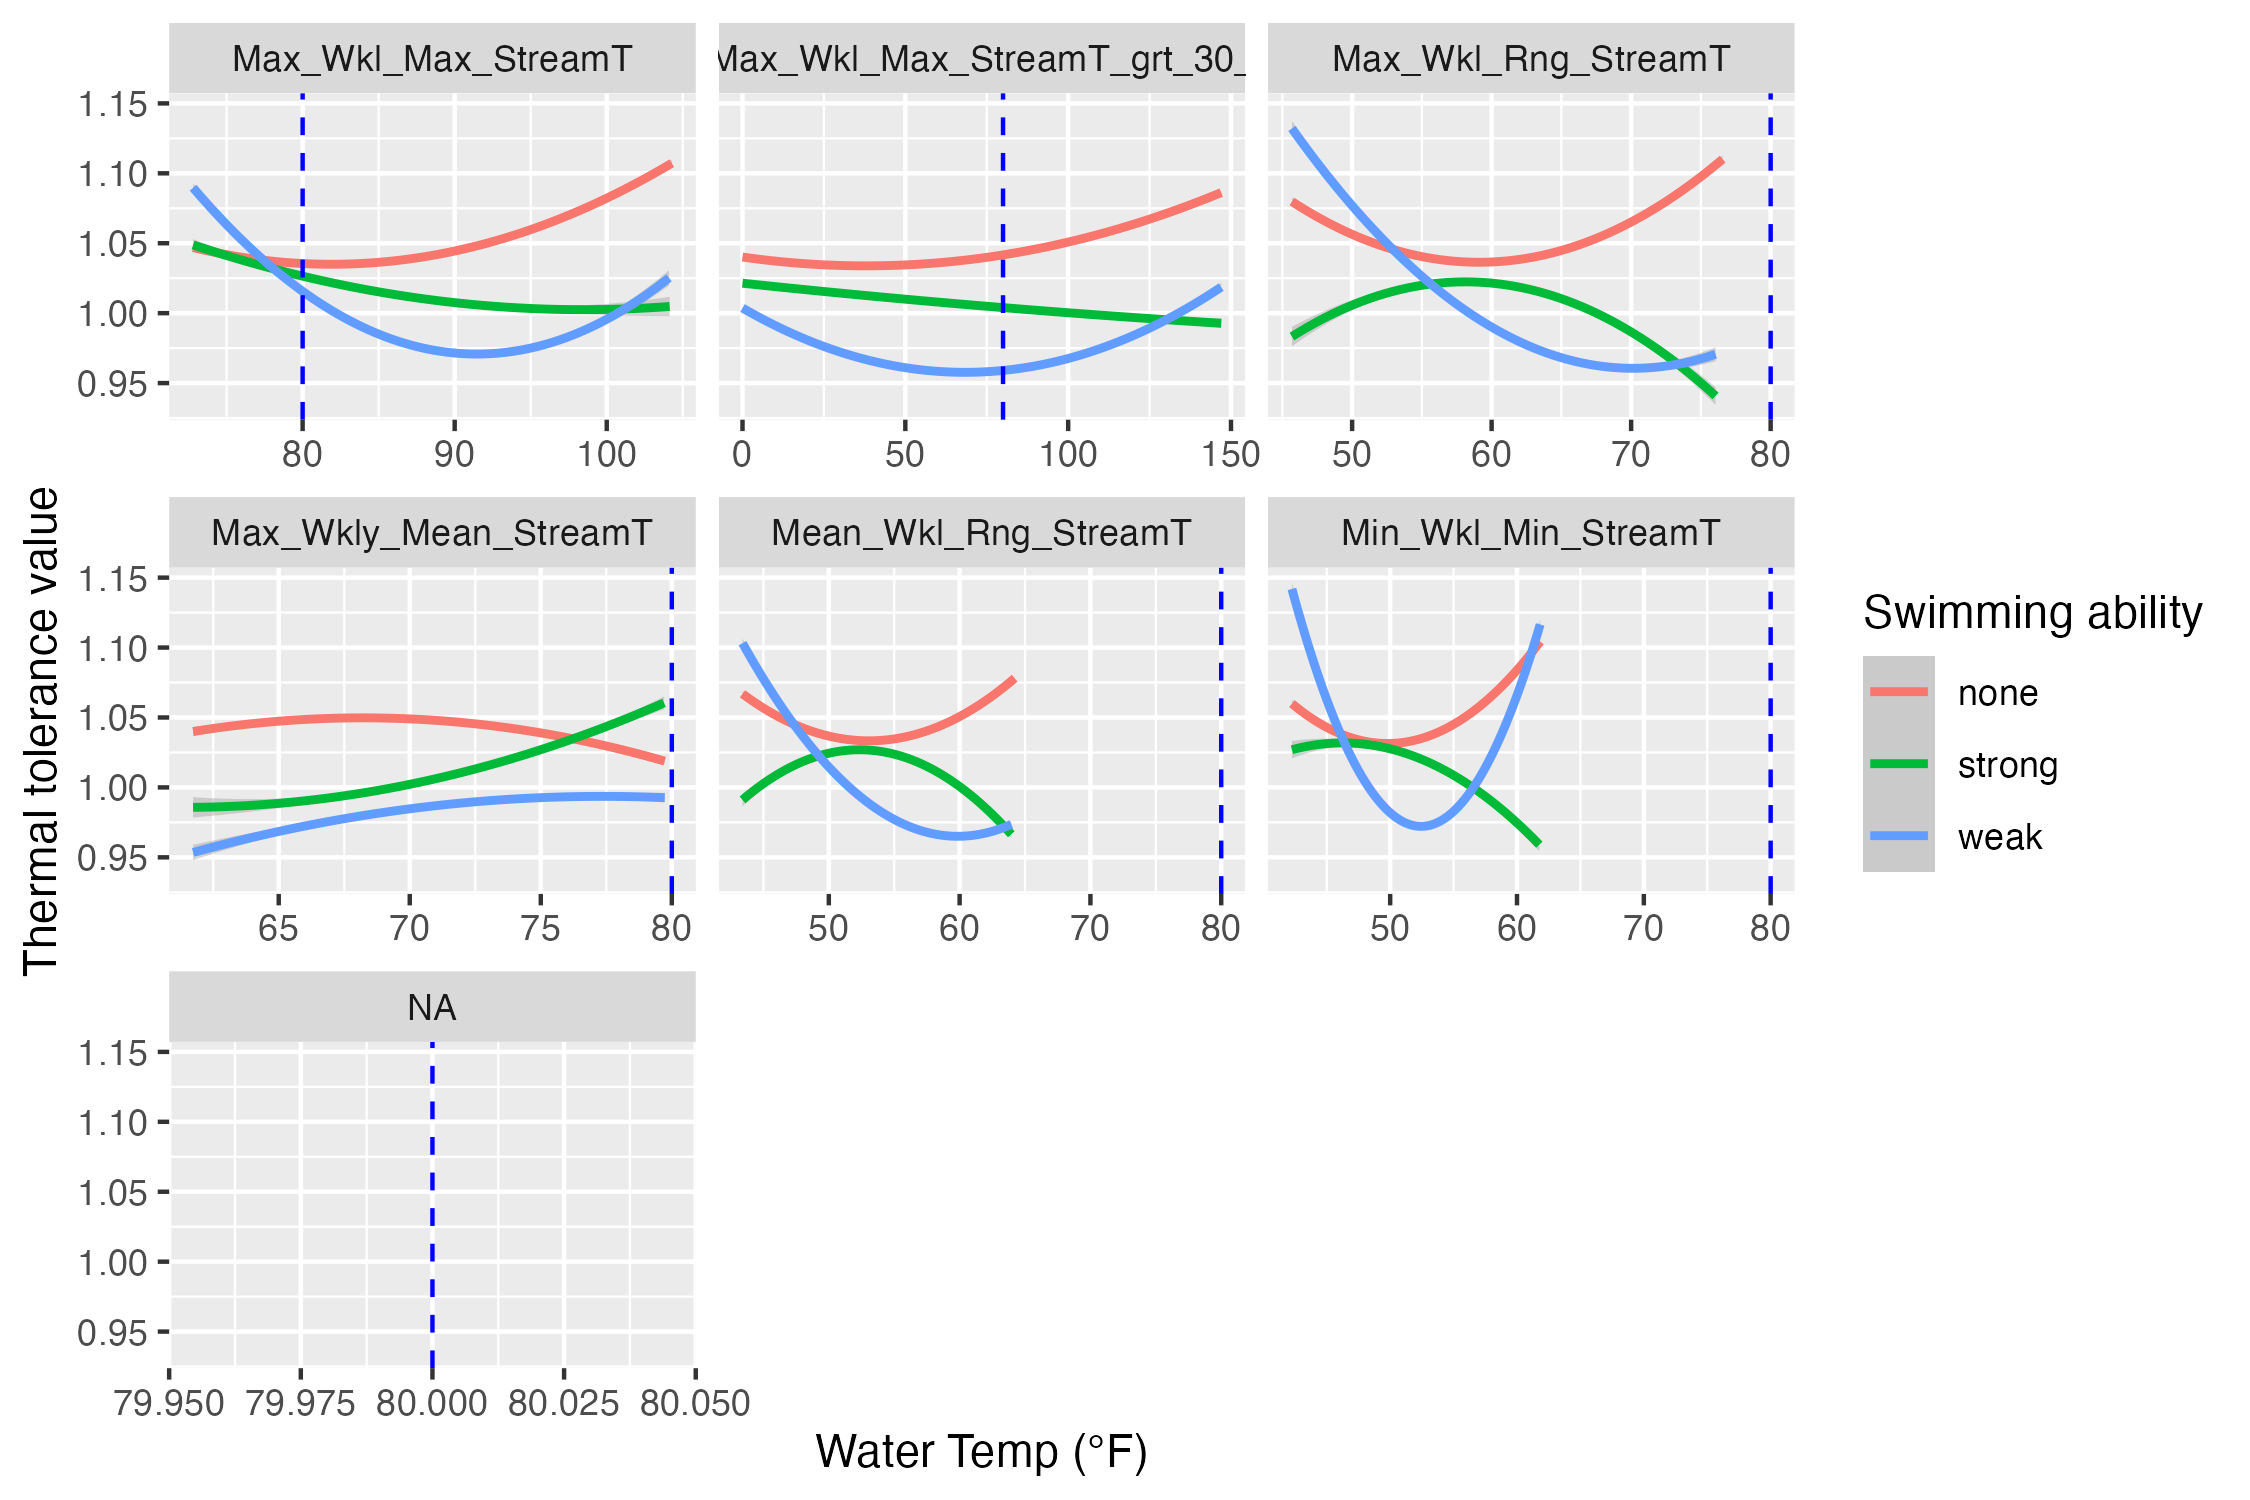 Max_Wkl_Max_StreamT
Max_Wkl_Max_StreamT_grt_30_
Max_Wkl_Rng_StreamT
1.15
1.10
1.05
1.00
0.95
80 90 100
0 50 100 150
50 60 70 80
Max_Wkly_Mean_StreamT
Mean_Wkl_Rng_StreamT
Min_Wkl_Min_StreamT
1.15
1.10
1.05
1.00
0.95
65 70 75 80
50 60 70 80
50 60 70 80
NA
1.15
1.10
1.05
1.00
0.95
79.950 79.975 80.000 80.025 80.050
Water Temp (°F)
Thermal tolerance value
Swimming ability
none
strong
weak